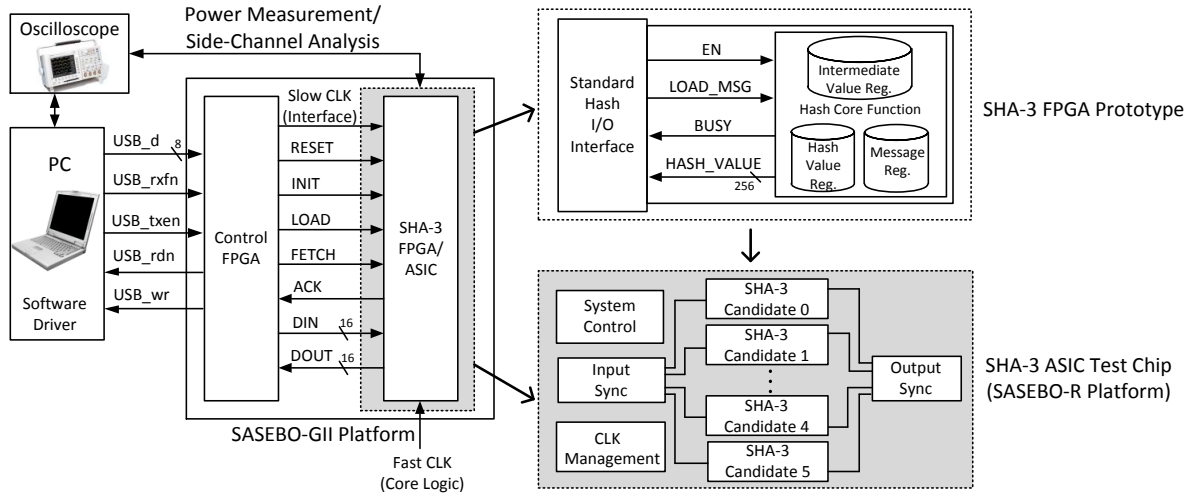 Power Measurement/
Side-Channel Analysis
Oscilloscope
PC
Software
Driver
USB_d
8
USB_rxfn
USB_txen
USB_rdn
USB_wr
Control
FPGA
Slow CLK
(Interface)
RESET
INIT
LOAD
FETCH
ACK
DIN
16
DOUT
16
SHA-3
FPGA/
ASIC
SASEBO-GII Platform
Fast CLK
(Core Logic)
Standard
Hash
I/O
Interface
EN
LOAD_MSG
BUSY
HASH_VALUE
256
Intermediate
Value Reg.
Hash Core Function
Hash
Value
Reg.
Message
Reg.
SHA-3 FPGA Prototype
System
Control
Input
Sync
CLK
Management
SHA-3
Candidate 0
SHA-3
Candidate 1
SHA-3
Candidate 4
SHA-3
Candidate 5
Output
Sync
SHA-3 ASIC Test Chip
(SASEBO-R Platform)